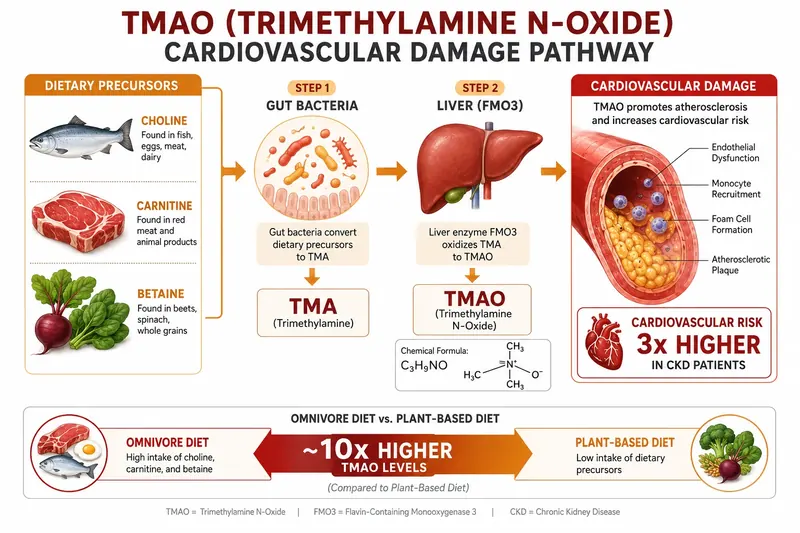 TMAO (TRIMETHYLAMINE N-OXIDE)
CARDIOVASCULAR DAMAGE PATHWAY
DIETARY PRECURSORS
CHOLINE
Found in fish,
eggs, meat,
dairy
CARNITINE
Found in red
meat and
animal products
BETAINE
Found in beets,
spinach,
whole grains
STEP 1
GUT BACTERIA
Gut bacteria convert
dietary precursors
to TMA
TMA
(Trimethylamine)
STEP 2
LIVER (FMO3)
Liver enzyme FMO3
oxidizes TMA
to TMAO
TMAO
(Trimethylamine
N-Oxide)
Chemical Formula:
C₃H₉NO
CH₃
H₃C
N⁺
O⁻
CH₃
CARDIOVASCULAR DAMAGE
TMAO promotes atherosclerosis
and increases cardiovascular risk
Endothelial
Dysfunction
Monocyte
Recruitment
Foam Cell
Formation
Atherosclerotic
Plaque
CARDIOVASCULAR RISK
3x HIGHER
IN CKD PATIENTS
OMNIVORE DIET vs. PLANT-BASED DIET
OMNIVORE DIET
High intake of choline,
carnitine, and betaine
~10x HIGHER
TMAO LEVELS
(Compared to Plant-Based Diet)
PLANT-BASED DIET
Low intake of dietary
precursors
TMAO = Trimethylamine N-Oxide | FMO3 = Flavin-Containing Monooxygenase 3 | CKD = Chronic Kidney Disease